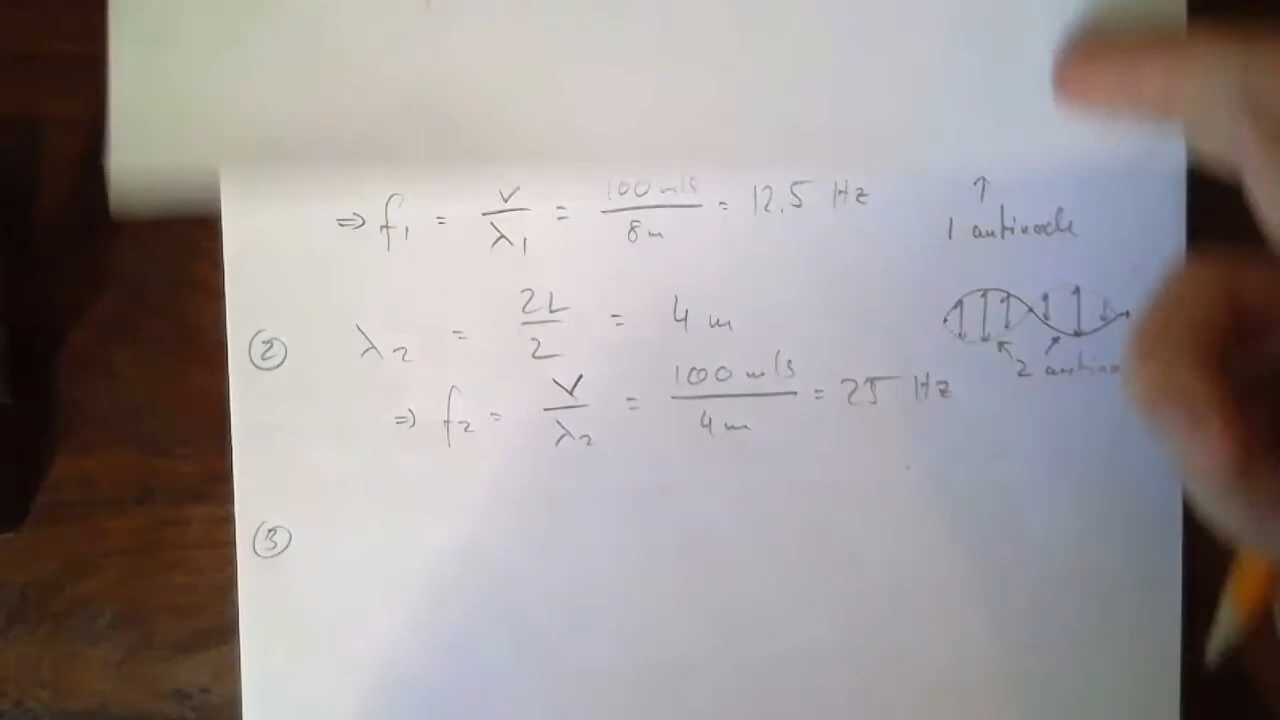 ⇒ f₁ = v/λ₁ = 100 m/s / 8 m = 12.5 Hz
↑
1 antinode
② λ₂ = 2L/2 = 4 m
2
⇒ f₂ = v/λ₂ = 100 m/s / 4 m = 25 Hz
③